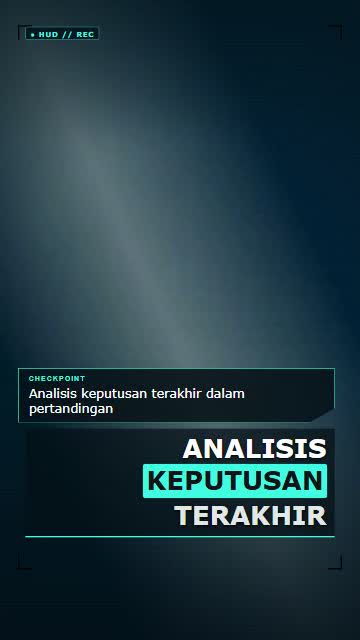 • HUD // REC
CHECKPOINT
Analisis keputusan terakhir dalam
pertandingan
ANALISIS
KEPUTUSAN
TERAKHIR